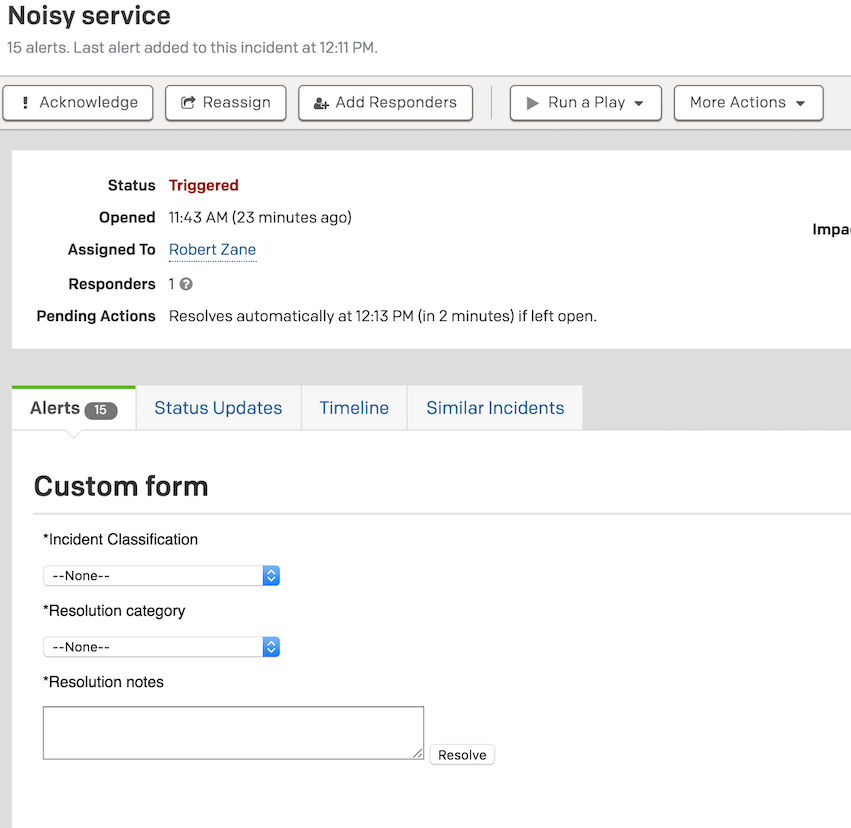 Noisy service
15 alerts. Last alert added to this incident at 12:11 PM.
! Acknowledge Reassign Add Responders Run a Play More Actions
Status Triggered
Opened 11:43 AM (23 minutes ago)
Impa
Assigned To Robert Zane
Responders 1 ?
Pending Actions Resolves automatically at 12:13 PM (in 2 minutes) if left open.
Alerts 15 Status Updates Timeline Similar Incidents
Custom form
*Incident Classification
--None--
*Resolution category
--None--
*Resolution notes
Resolve